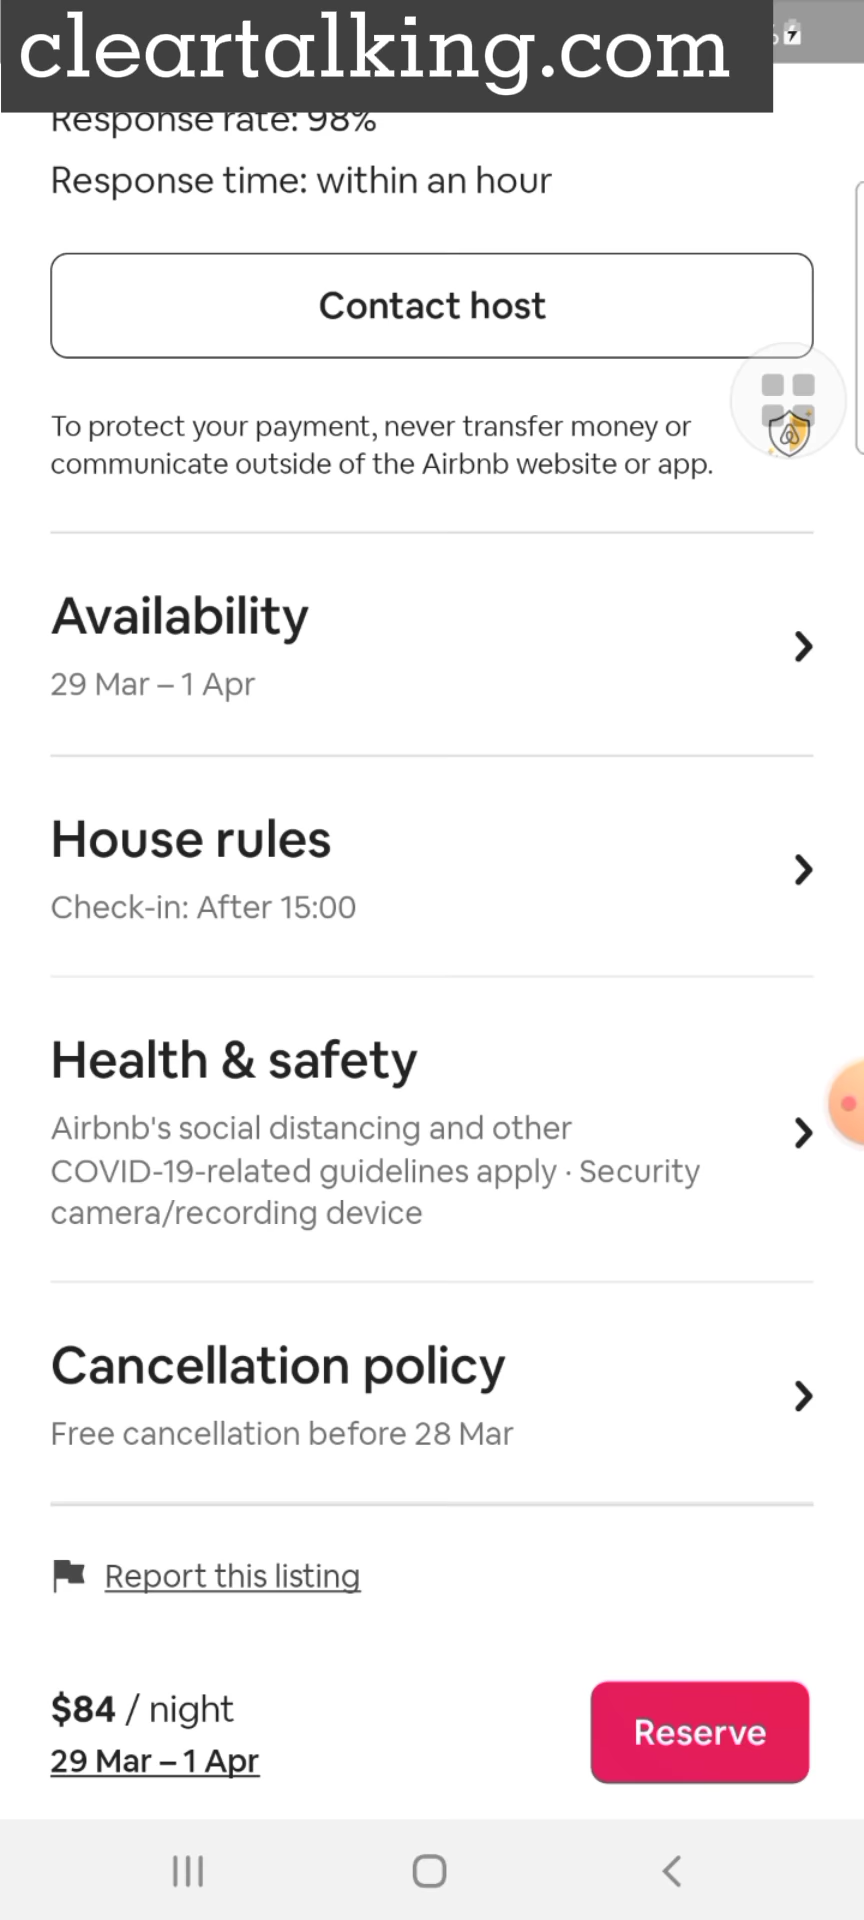 cleartalking.com
Response rate: 98%
Response time: within an hour
Contact host
To protect your payment, never transfer money or
communicate outside of the Airbnb website or app.
Availability
29 Mar – 1 Apr
House rules
Check-in: After 15:00
Health & safety
Airbnb's social distancing and other
COVID-19-related guidelines apply · Security
camera/recording device
Cancellation policy
Free cancellation before 28 Mar
Report this listing
$84 / night
29 Mar – 1 Apr
Reserve